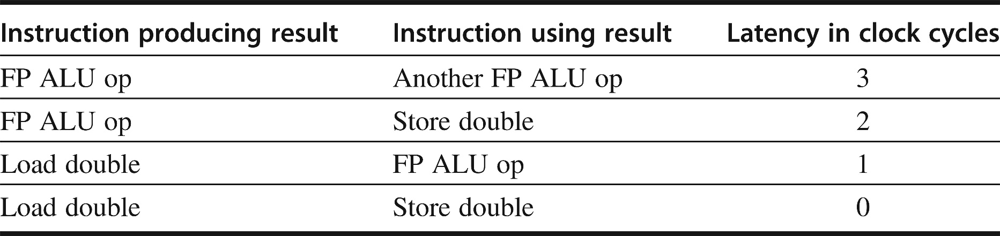 Instruction producing result Instruction using result Latency in clock cycles
FP ALU op Another FP ALU op 3
FP ALU op Store double 2
Load double FP ALU op 1
Load double Store double 0